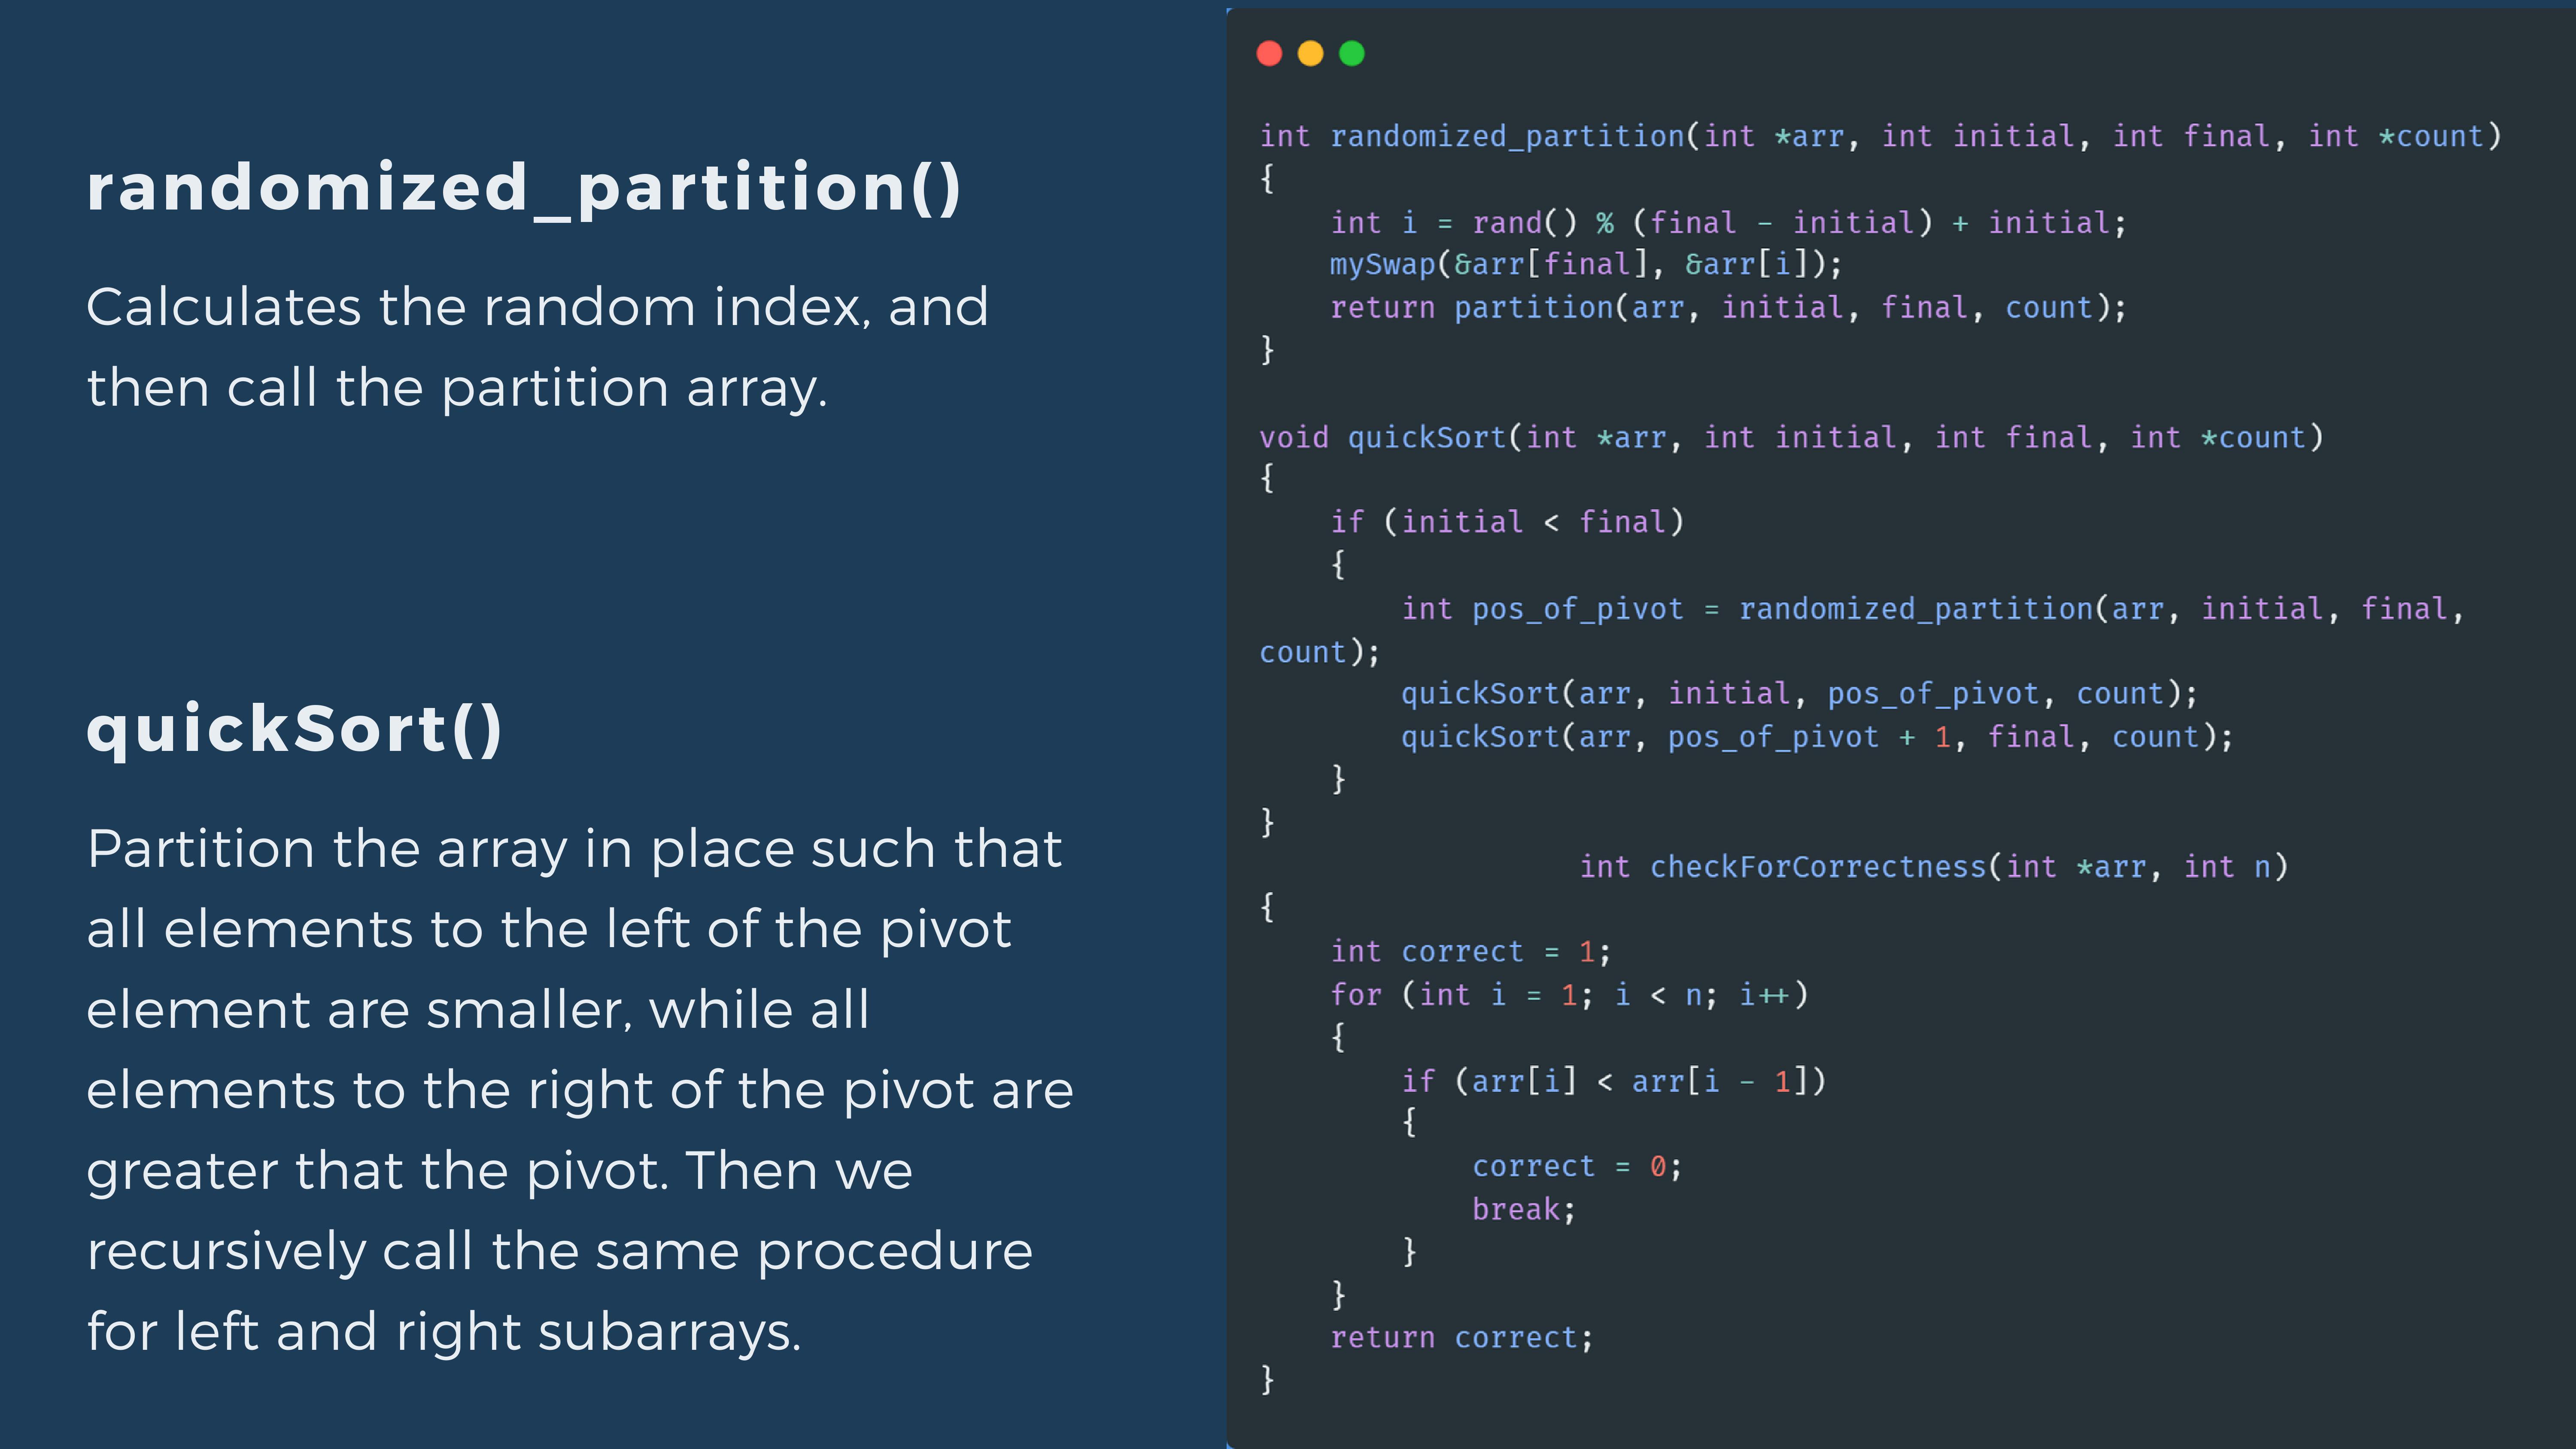 randomized_partition()
Calculates the random index, and
then call the partition array.
quickSort()
Partition the array in place such that
all elements to the left of the pivot
element are smaller, while all
elements to the right of the pivot are
greater that the pivot. Then we
recursively call the same procedure
for left and right subarrays.
int randomized_partition(int *arr, int initial, int final, int *count)
{
    int i = rand() % (final - initial) + initial;
    mySwap(&arr[final], &arr[i]);
    return partition(arr, initial, final, count);
}
void quickSort(int *arr, int initial, int final, int *count)
{
    if (initial < final)
    {
        int pos_of_pivot = randomized_partition(arr, initial, final,
count);
        quickSort(arr, initial, pos_of_pivot, count);
        quickSort(arr, pos_of_pivot + 1, final, count);
    }
}
                  int checkForCorrectness(int *arr, int n)
{
    int correct = 1;
    for (int i = 1; i < n; i++)
    {
        if (arr[i] < arr[i - 1])
        {
            correct = 0;
            break;
        }
    }
    return correct;
}